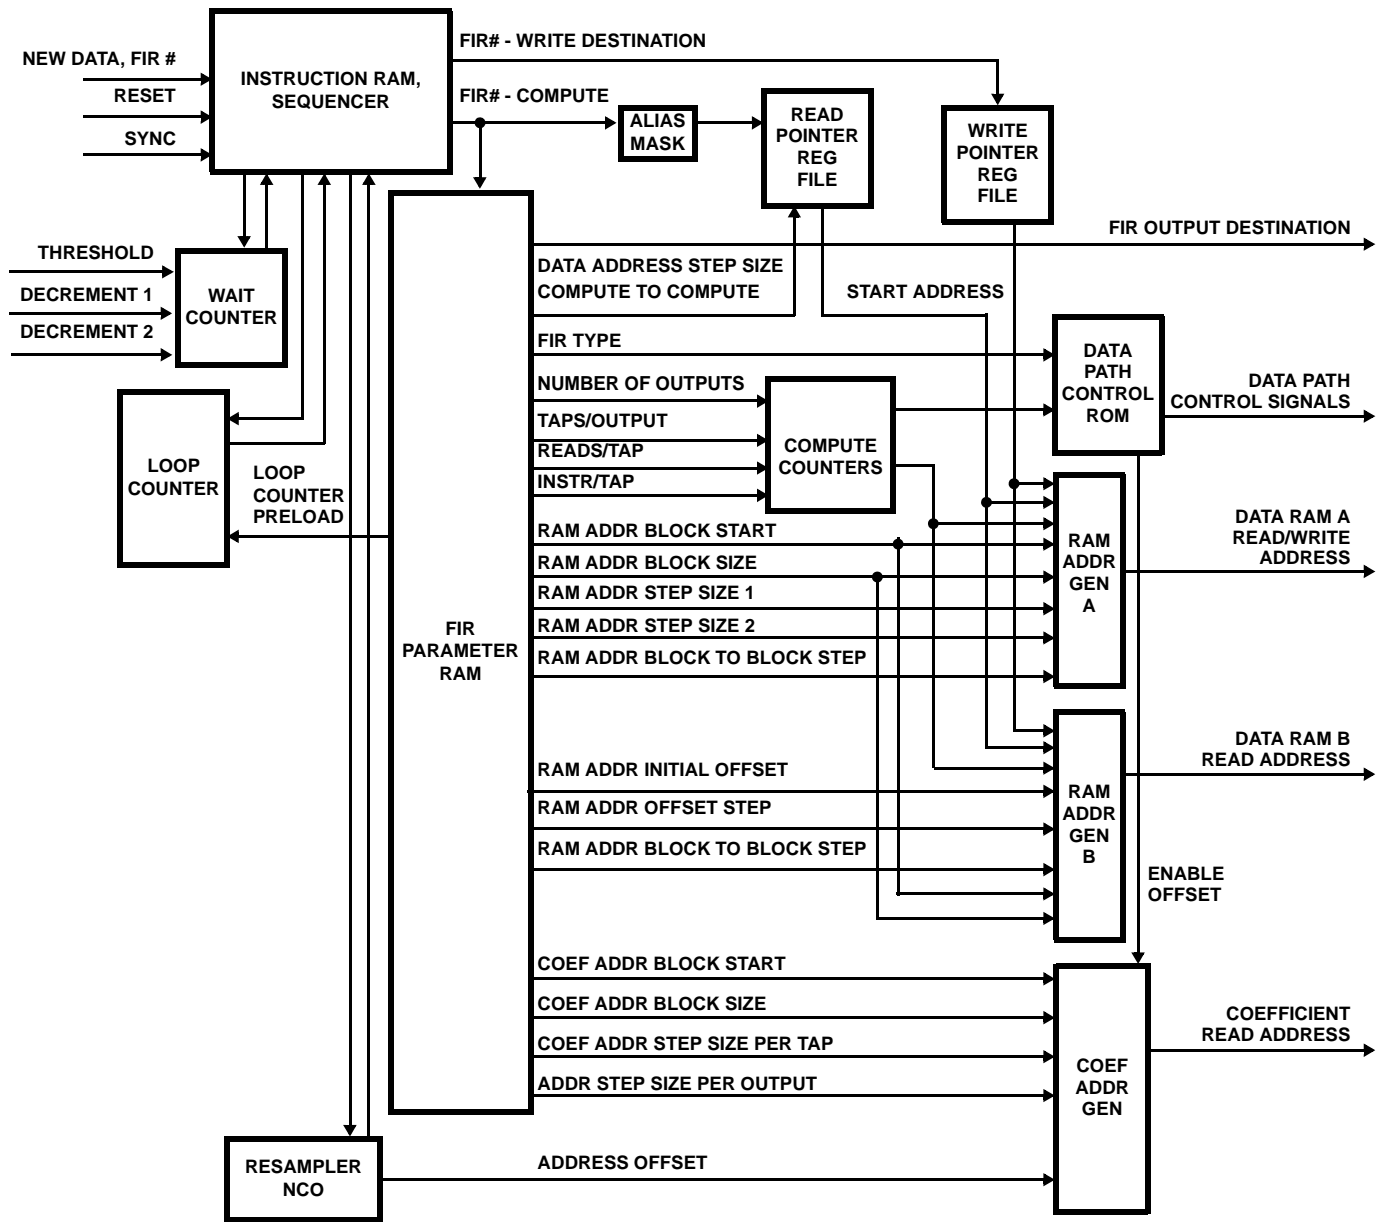 NEW DATA, FIR #
RESET
SYNC
INSTRUCTION RAM,
SEQUENCER
FIR# - WRITE DESTINATION
FIR# - COMPUTE
ALIAS
MASK
READ
POINTER
REG
FILE
WRITE
POINTER
REG
FILE
THRESHOLD
DECREMENT 1
DECREMENT 2
WAIT
COUNTER
LOOP
COUNTER
LOOP
COUNTER
PRELOAD
FIR
PARAMETER
RAM
FIR OUTPUT DESTINATION
DATA ADDRESS STEP SIZE
COMPUTE TO COMPUTE
START ADDRESS
FIR TYPE
NUMBER OF OUTPUTS
TAPS/OUTPUT
READS/TAP
INSTR/TAP
COMPUTE
COUNTERS
DATA
PATH
CONTROL
ROM
DATA PATH
CONTROL SIGNALS
RAM ADDR BLOCK START
RAM ADDR BLOCK SIZE
RAM ADDR STEP SIZE 1
RAM ADDR STEP SIZE 2
RAM ADDR BLOCK TO BLOCK STEP
RAM
ADDR
GEN
A
DATA RAM A
READ/WRITE
ADDRESS
RAM ADDR INITIAL OFFSET
RAM ADDR OFFSET STEP
RAM ADDR BLOCK TO BLOCK STEP
RAM
ADDR
GEN
B
DATA RAM B
READ ADDRESS
ENABLE
OFFSET
COEF ADDR BLOCK START
COEF ADDR BLOCK SIZE
COEF ADDR STEP SIZE PER TAP
ADDR STEP SIZE PER OUTPUT
COEF
ADDR
GEN
COEFFICIENT
READ ADDRESS
RESAMPLER
NCO
ADDRESS OFFSET